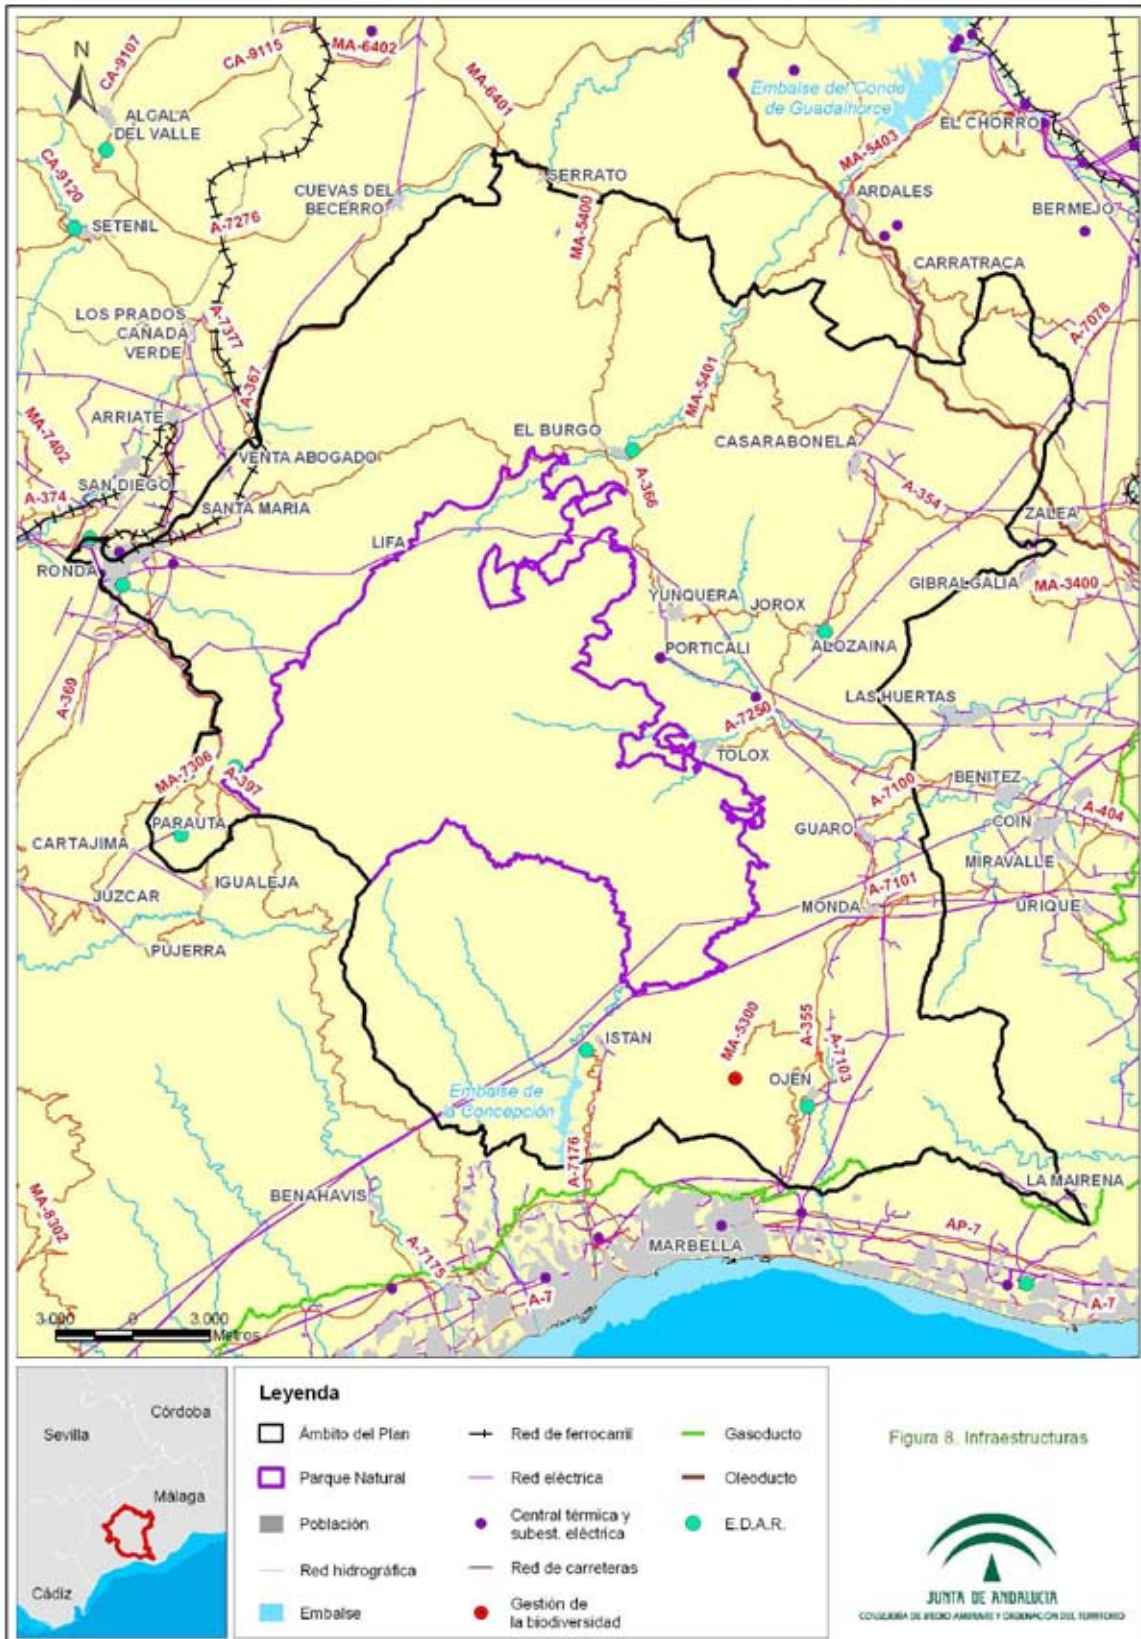 N
CA-9107
CA-9115
MA-6402
MA-6401
Embalse del Conde
de Guadalhorce
ALCALA
DEL VALLE
EL CHORRO
MA-5403
CA-9120
SERRATO
CUEVAS DEL
BECERRO
ARDALES
BERMEJO
SETENIL
A-7276
MA-5400
CARRATRACA
LOS PRADOS
CAÑADA
VERDE
A-7377
A-7078
A-367
MA-5401
ARRIATE
MA-7402
EL BURGO
CASARABONELA
VENTA ABOGADO
SAN DIEGO
A-374
A-366
A-354
SANTA MARIA
ZALEA
LIFA
RONDA
GIBRALGALIA
MA-3400
YUNQUERA
JOROX
PORTICALI
ALOZAINA
A-369
LAS HUERTAS
A-7250
TOLOX
MA-7306
A-397
BENITEZ
A-7100
A-404
PARAUTA
COIN
CARTAJIMA
GUARO
MIRAVALLE
IGUALEJA
JUZCAR
A-7101
MONDA
URIQUE
PUJERRA
MA-5300
A-355
ISTAN
A-7103
OJEN
Embalse de
la Concepción
A-7176
LA MAIRENA
BENAHAVIS
MA-8302
AP-7
MARBELLA
A-7175
A-7
A-7
3.000 0 3.000
Metros
Córdoba
Sevilla
Málaga
Cádiz
Leyenda
Ámbito del Plan
Red de ferrocarril
Gasoducto
Parque Natural
Red eléctrica
Oleoducto
Población
Central térmica y
subest. eléctrica
E.D.A.R.
Red hidrográfica
Red de carreteras
Embalse
Gestión de
la biodiversidad
Figura 8. Infraestructuras
JUNTA DE ANDALUCIA
CONSEJERÍA DE MEDIO AMBIENTE Y ORDENACIÓN DEL TERRITORIO